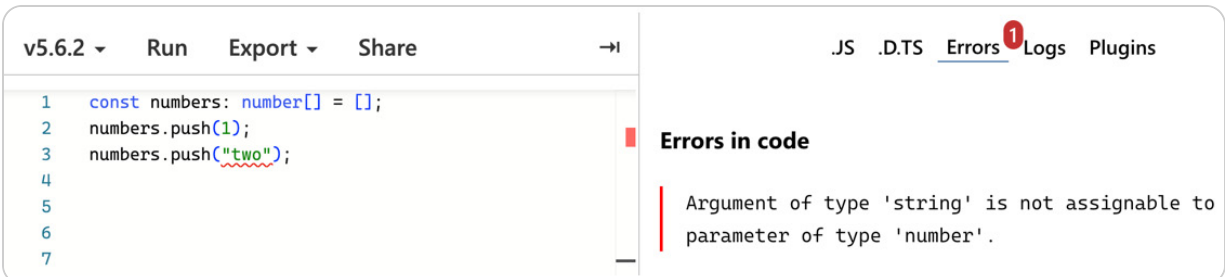 v5.6.2 Run Export Share
1 const numbers: number[] = [];
2 numbers.push(1);
3 numbers.push("two");
4
5
6
7
.JS .D.TS Errors 1 Logs Plugins
Errors in code
Argument of type 'string' is not assignable to
parameter of type 'number'.